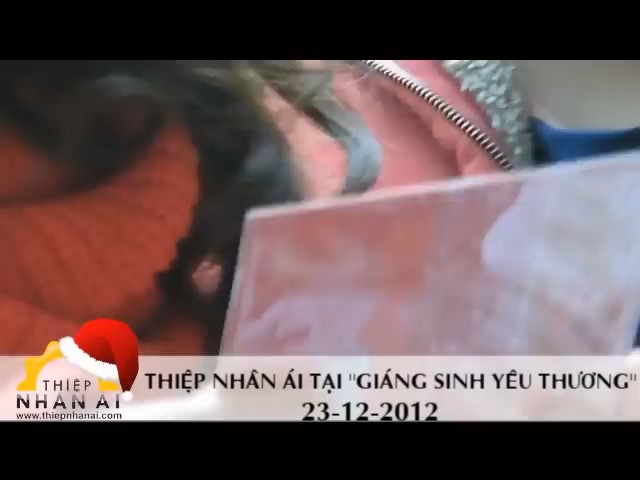 THIỆP NHÂN ÁI TẠI "GIÁNG SINH YÊU THƯƠNG"
23-12-2012
THIỆP
NHAN AI
www.thiepnhanai.com